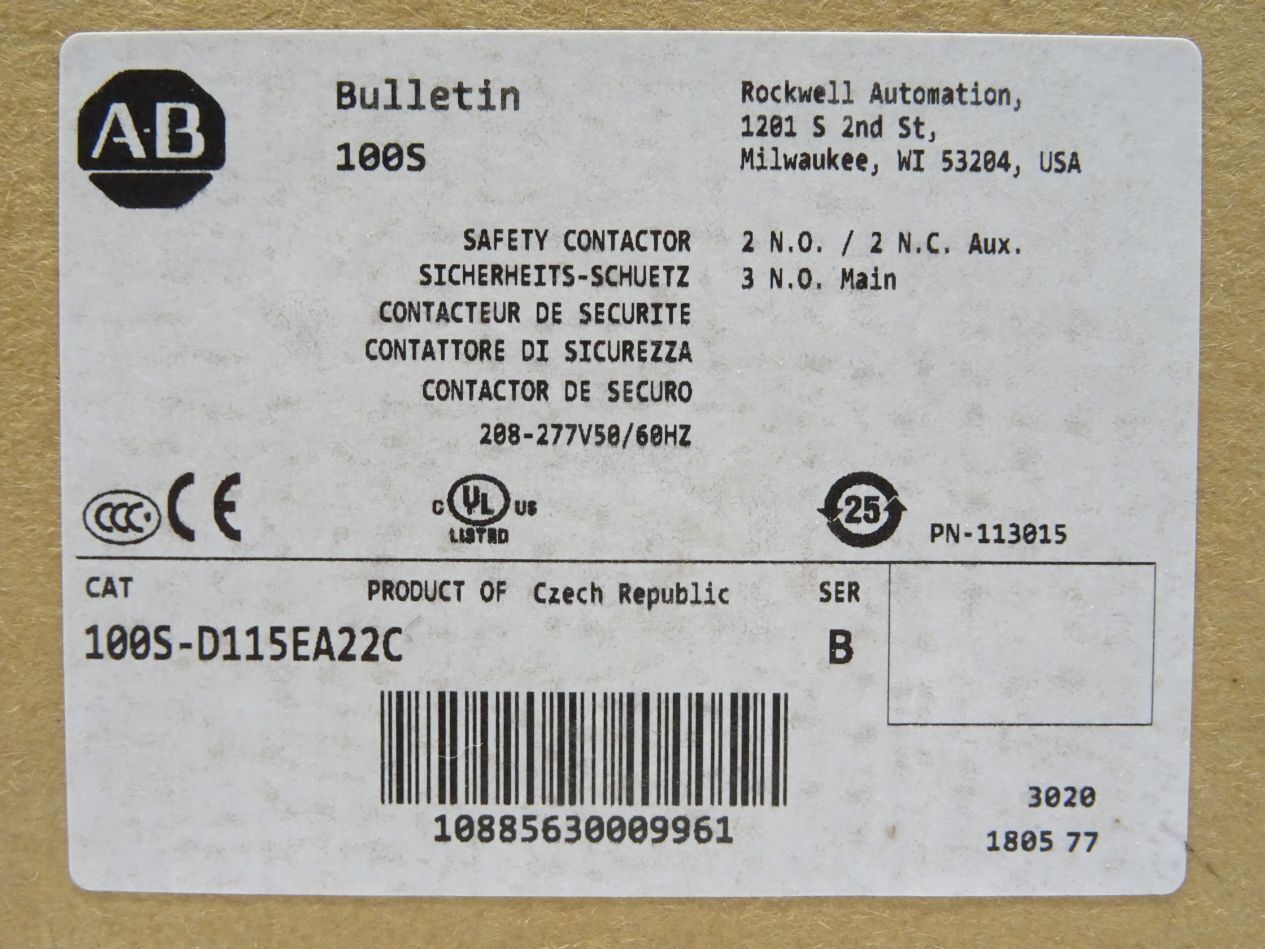 AB
Bulletin
100S
Rockwell Automation,
1201 S 2nd St,
Milwaukee, WI 53204, USA
SAFETY CONTACTOR
SICHERHEITS-SCHUETZ
CONTACTEUR DE SECURITE
CONTATTORE DI SICUREZZA
CONTACTOR DE SECURO
208-277V50/60HZ
2 N.O. / 2 N.C. Aux.
3 N.O. Main
CCC CE
C UL US
LISTED
25
PN-113015
CAT
PRODUCT OF Czech Republic
SER
100S-D115EA22C
B
10885630009961
3020
1805 77